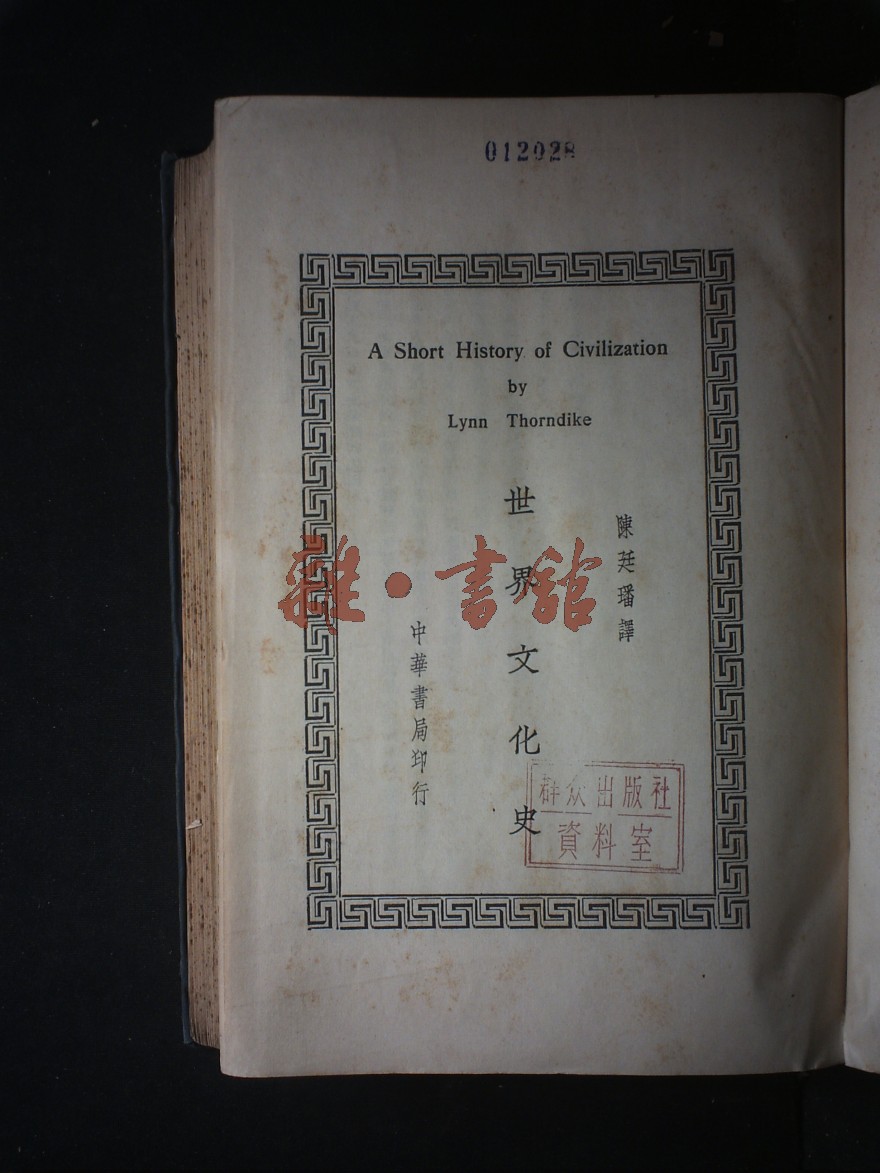 012028
A Short History of Civilization
by
Lynn Thorndike
陳廷璠譯
世界文化史
中華書局印行
雜·書館
群众出版社
資料室